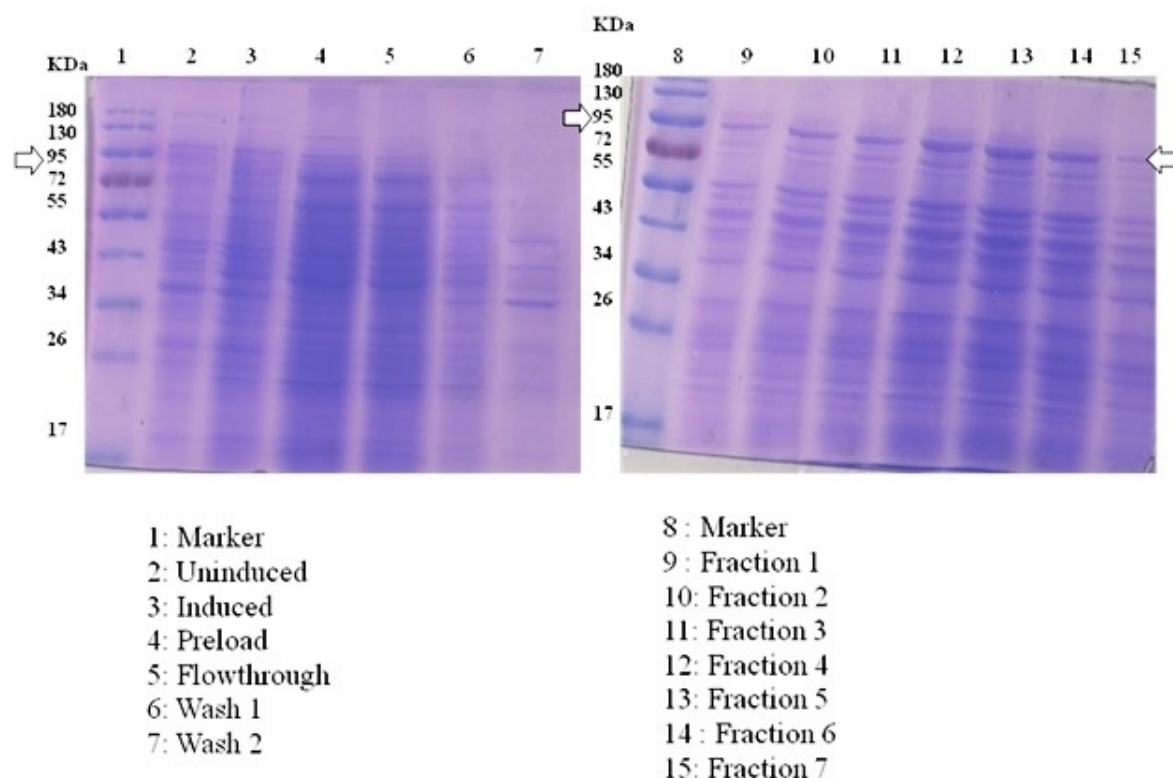 KDa
1 2 3 4 5 6 7
180
130
95
72
55
43
34
26
17
KDa
8 9 10 11 12 13 14 15
180
130
95
72
55
43
34
26
17
1: Marker
2: Uninduced
3: Induced
4: Preload
5: Flowthrough
6: Wash 1
7: Wash 2
8 : Marker
9 : Fraction 1
10: Fraction 2
11: Fraction 3
12: Fraction 4
13: Fraction 5
14 : Fraction 6
15: Fraction 7